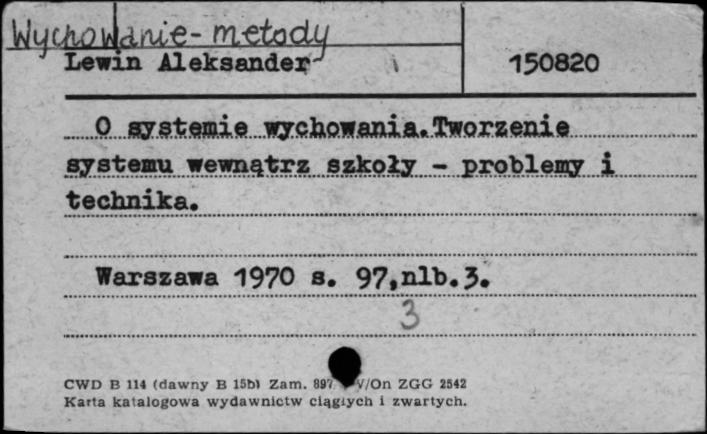 Wychowanie - metody
Lewin Aleksander 150820
O systemie wychowania.Tworzenie
systemu wewnątrz szkoły - problemy i
technika.
Warszawa 1970 s. 97,nlb.3.
3
CWD B 114 (dawny B 15b) Zam. 897 V/On ZGG 2542
Karta katalogowa wydawnictw ciągłych i zwartych.